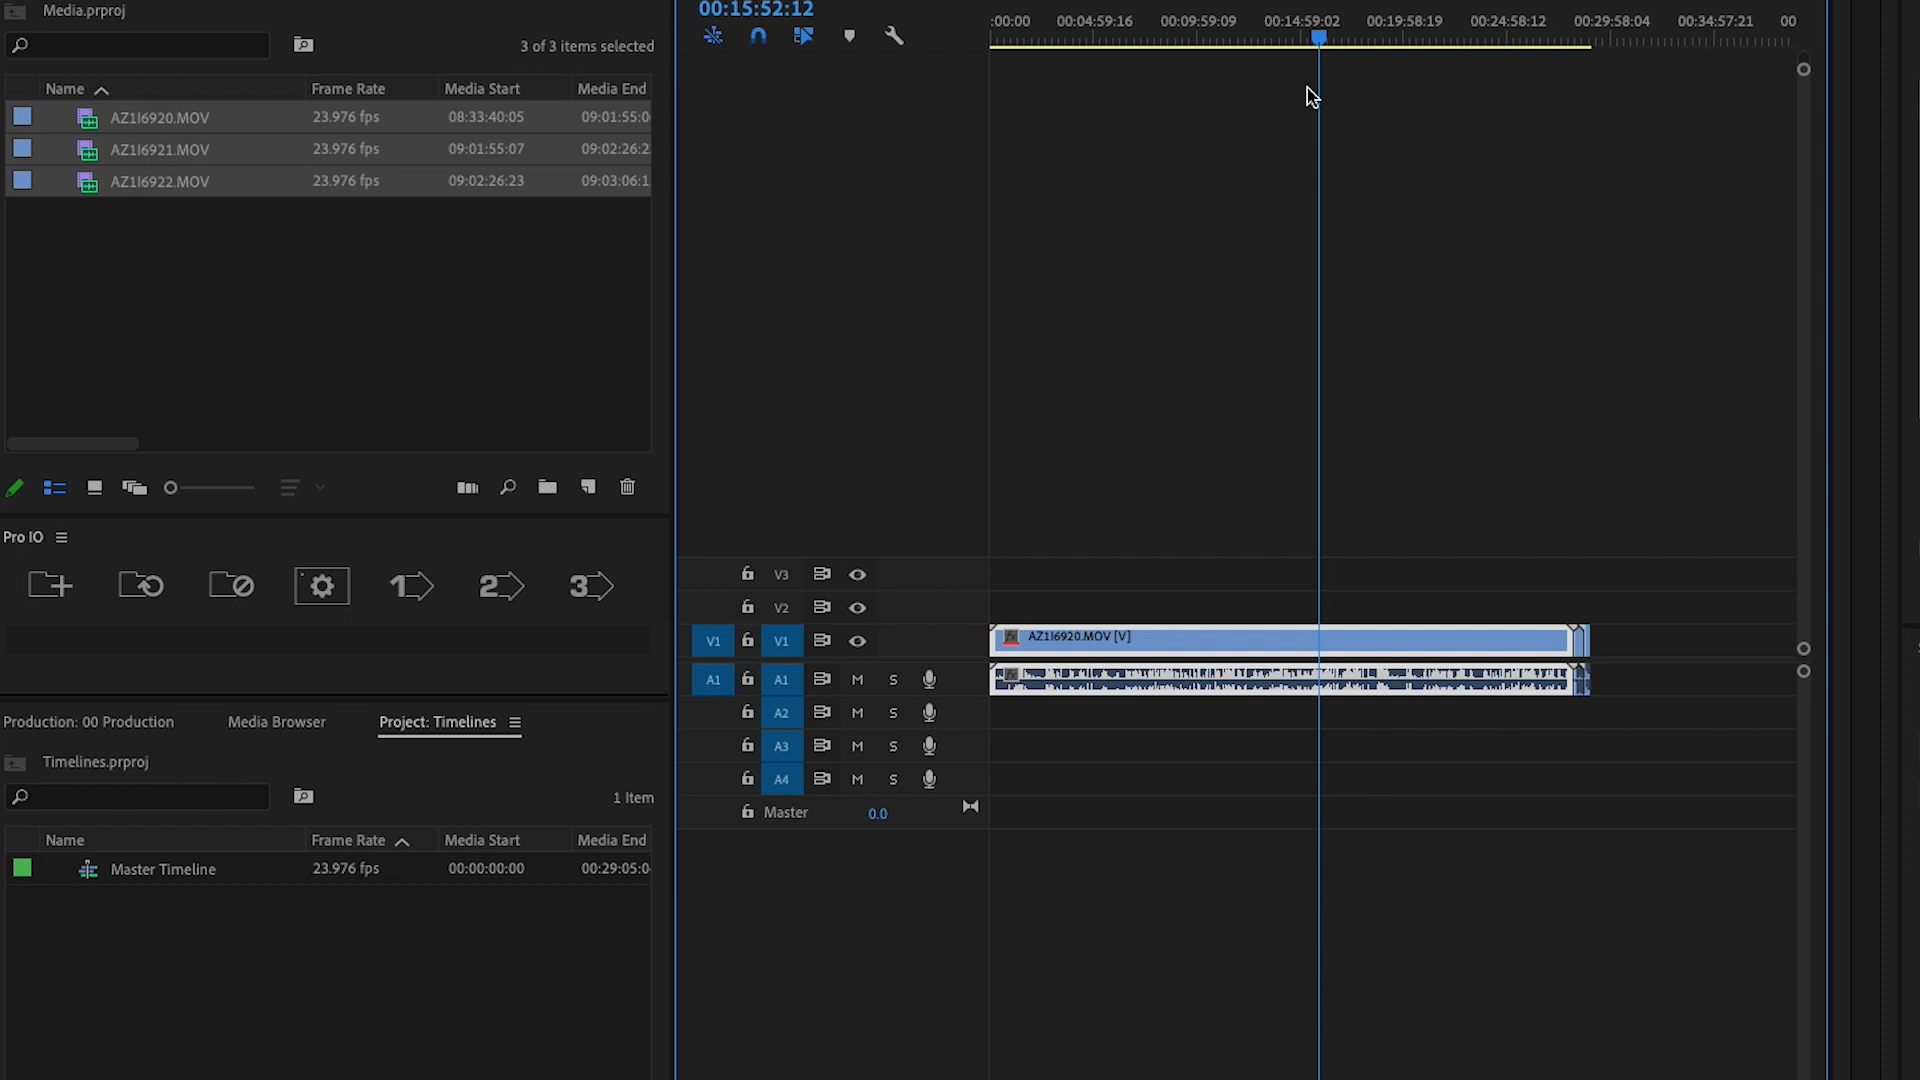 Media.prproj
3 of 3 items selected
Name Frame Rate Media Start Media End
AZ1I6920.MOV 23.976 fps 08:33:40:05 09:01:55:0
AZ1I6921.MOV 23.976 fps 09:01:55:07 09:02:26:2
AZ1I6922.MOV 23.976 fps 09:02:26:23 09:03:06:1
Pro IO
1 2 3
Production: 00 Production Media Browser Project: Timelines
Timelines.prproj
1 Item
Name Frame Rate Media Start Media End
Master Timeline 23.976 fps 00:00:00:00 00:29:05:0
00:15:52:12
:00:00 00:04:59:16 00:09:59:09 00:14:59:02 00:19:58:19 00:24:58:12 00:29:58:04 00:34:57:21 00
V3
V2
V1 V1 fx AZ1I6920.MOV [V]
A1 A1 M S fx
A2 M S
A3 M S
A4 M S
Master 0.0